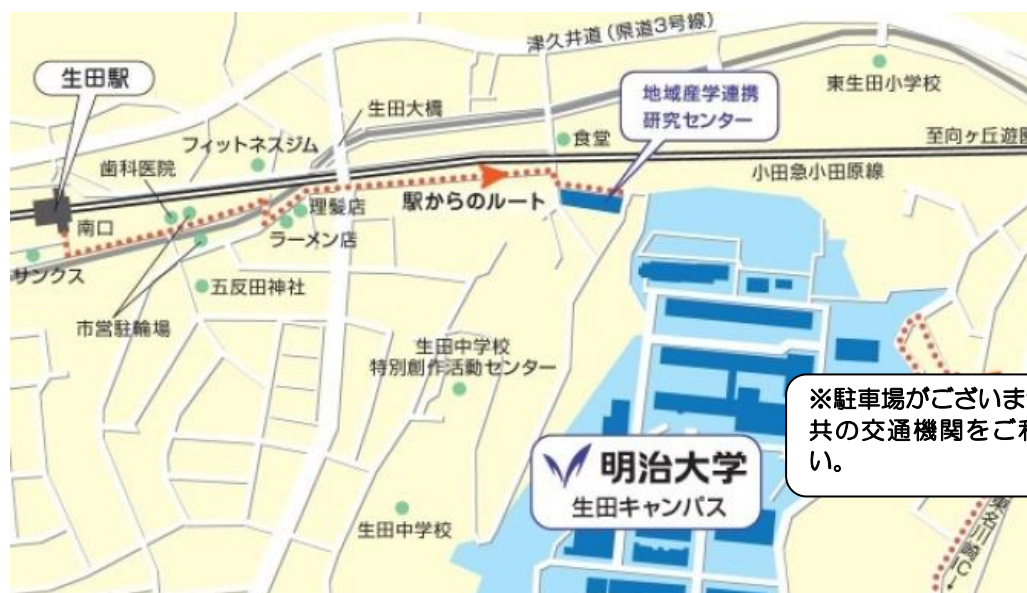 津久井道（県道3号線）
生田駅
地域産学連携
研究センター
東生田小学校
生田大橋
フィットネスジム
食堂
至向ヶ丘遊園
歯科医院
小田急小田原線
南口
理髪店
駅からのルート
ラーメン店
サンクス
五反田神社
市営駐輪場
生田中学校
特別創作活動センター
※駐車場がございま
共の交通機関をご利
い。
明治大学
生田キャンパス
生田中学校
東名川崎IC